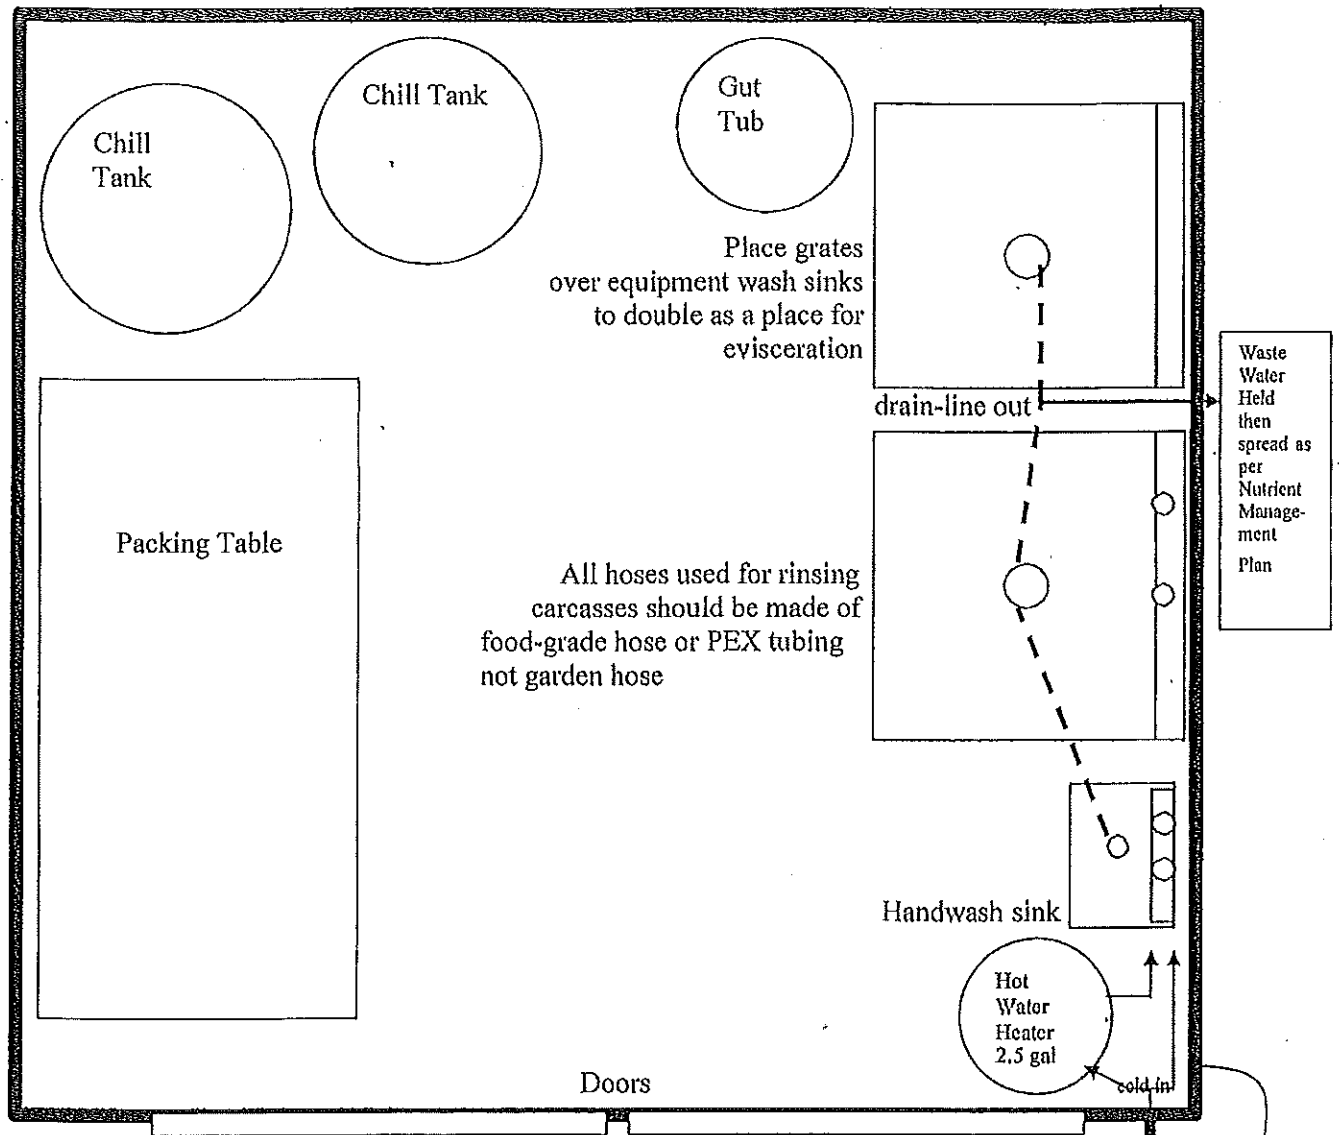 Chill Tank
Gut
Tub
Chill
Tank
Place grates
over equipment wash sinks
to double as a place for
evisceration
drain-line out
Waste
Water
Held
then
spread as
per
Nutrient
Manage-
ment
Plan
Packing Table
All hoses used for rinsing
carcasses should be made of
food-grade hose or PEX tubing
not garden hose
Handwash sink
Hot
Water
Heater
2.5 gal
cold in
Doors